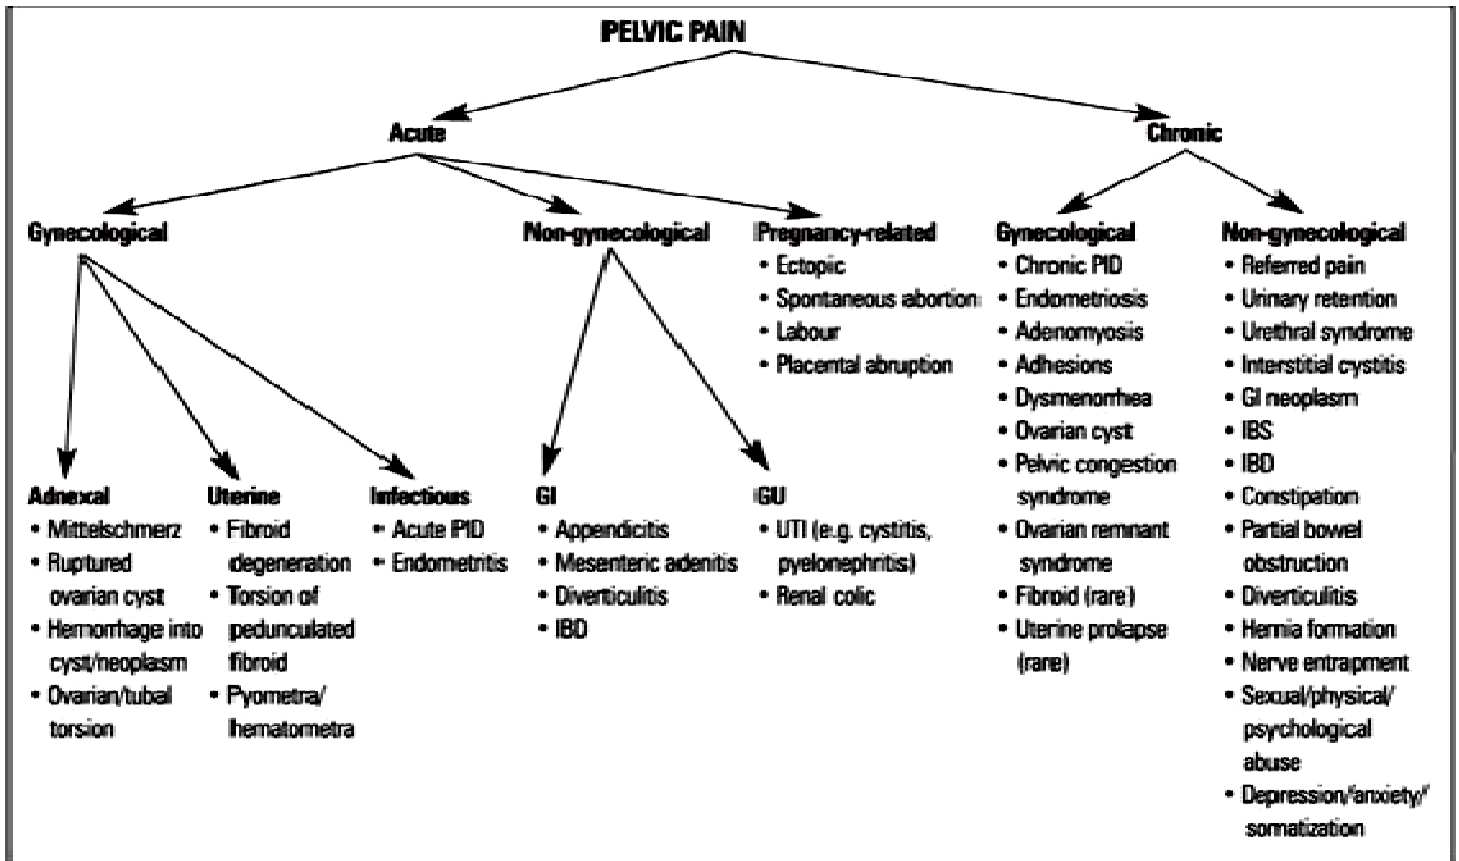 PELVIC PAIN
Acute
Chronic
Gynecological
Non-gynecological
Pregnancy-related
• Ectopic
• Spontaneous abortion
• Labour
• Placental abruption
Gynecological
• Chronic PID
• Endometriosis
• Adenomyosis
• Adhesions
• Dysmenorrhea
• Ovarian cyst
• Pelvic congestion
syndrome
• Ovarian remnant
syndrome
• Fibroid (rare)
• Uterine prolapse
(rare)
Non-gynecological
• Referred pain
• Urinary retention
• Urethral syndrome
• Interstitial cystitis
• GI neoplasm
• IBS
• IBD
• Constipation
• Partial bowel
obstruction
• Diverticulitis
• Hernia formation
• Nerve entrapment
• Sexual/physical/
psychological
abuse
• Depression/anxiety/
somatization
Adnexal
• Mittelschmerz
• Ruptured
ovarian cyst
• Hemorrhage into
cyst/neoplasm
• Ovarian/tubal
torsion
Uterine
• Fibroid
degeneration
• Torsion of
pedunculated
fibroid
• Pyometra/
hematometra
Infectious
• Acute PID
• Endometritis
GI
• Appendicitis
• Mesenteric adenitis
• Diverticulitis
• IBD
GU
• UTI (e.g. cystitis,
pyelonephritis)
• Renal colic